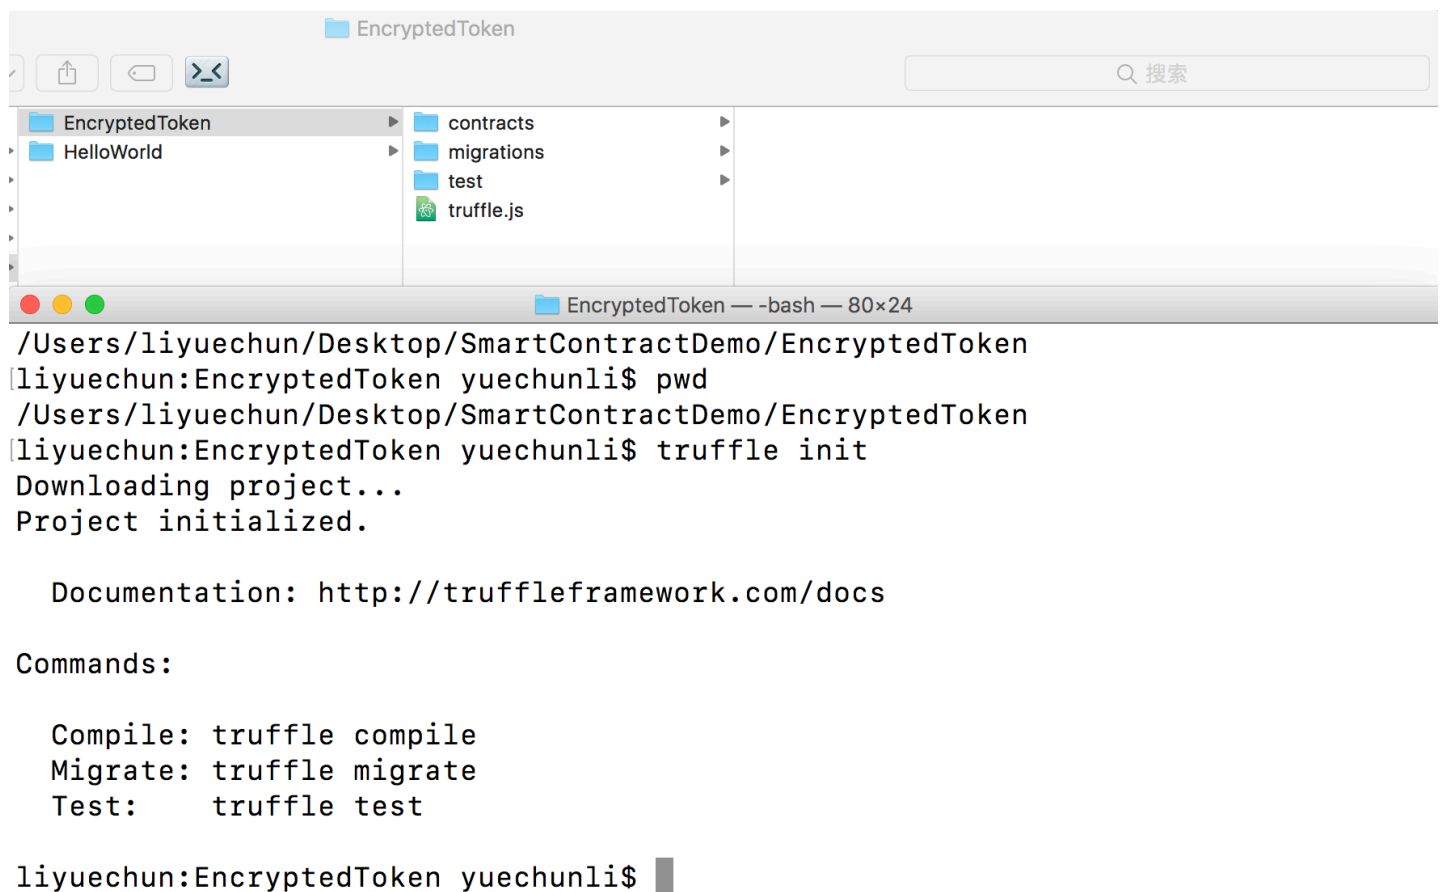 EncryptedToken
搜索
EncryptedToken
contracts
HelloWorld
migrations
test
truffle.js
EncryptedToken — -bash — 80×24
/Users/liyuechun/Desktop/SmartContractDemo/EncryptedToken
[liyuechun:EncryptedToken yuechunli$ pwd
/Users/liyuechun/Desktop/SmartContractDemo/EncryptedToken
[liyuechun:EncryptedToken yuechunli$ truffle init
Downloading project...
Project initialized.
Documentation: http://truffleframework.com/docs
Commands:
Compile: truffle compile
Migrate: truffle migrate
Test:    truffle test
liyuechun:EncryptedToken yuechunli$